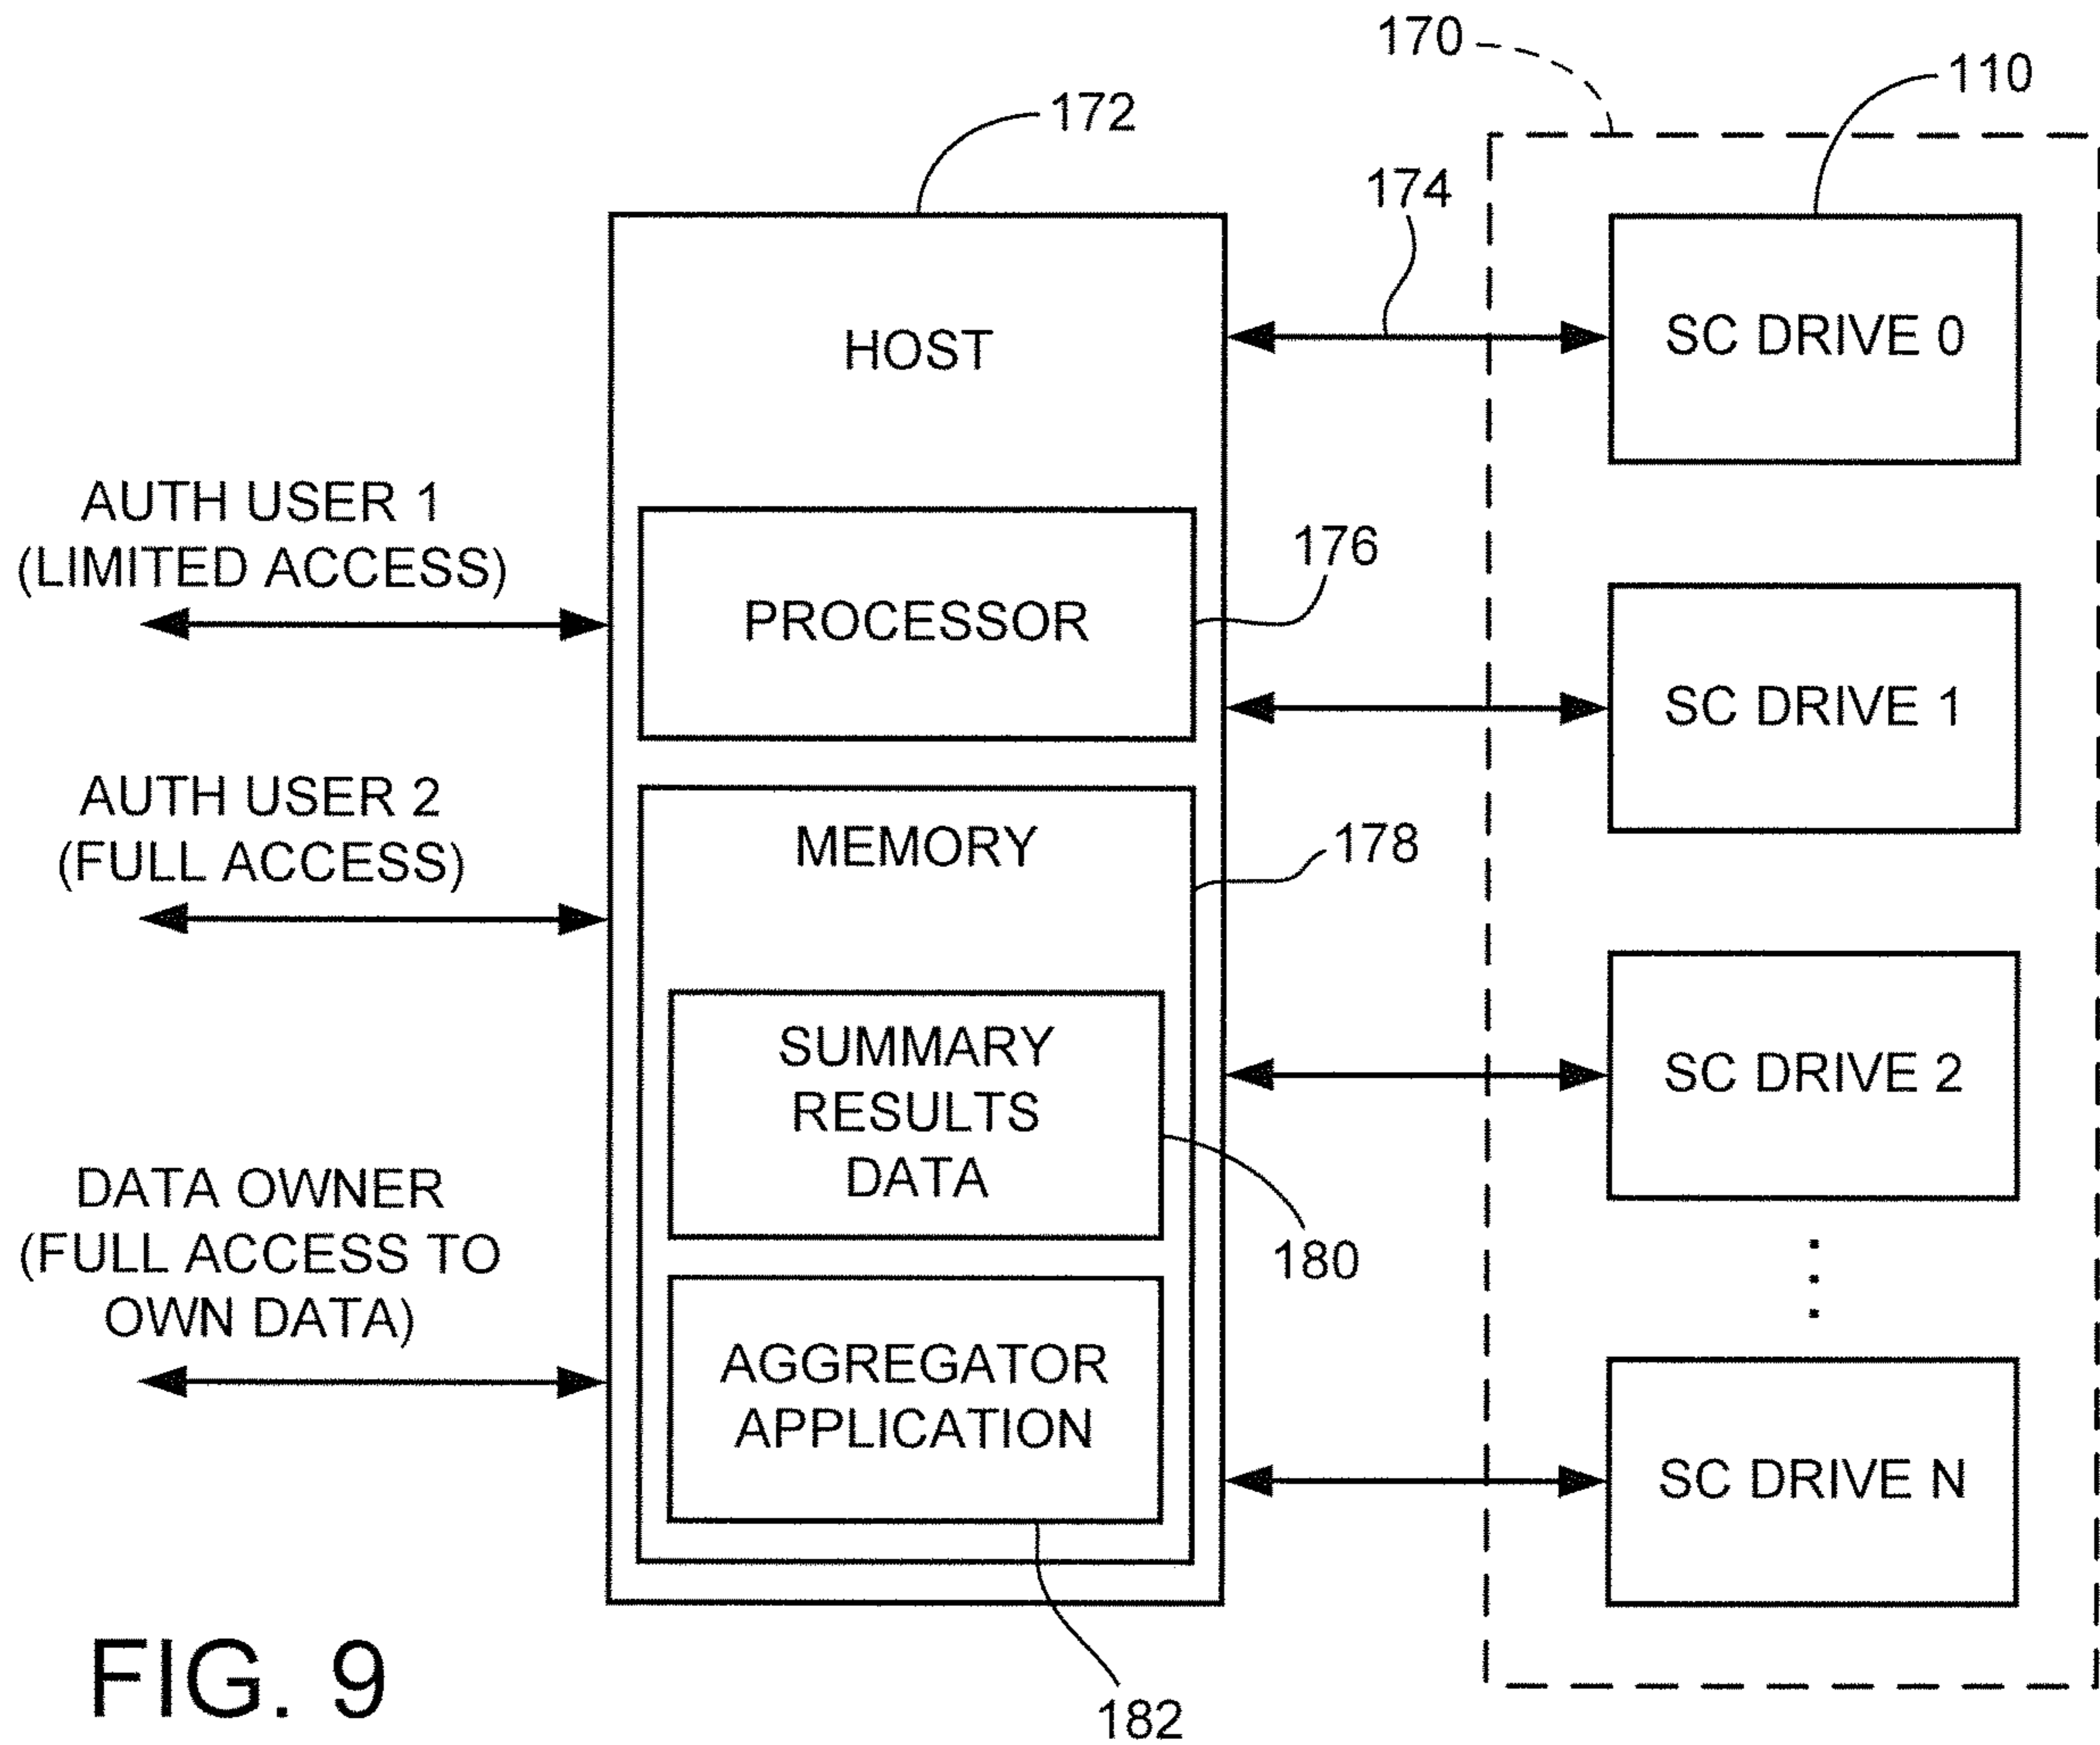 170
110
172
174
HOST
SC DRIVE 0
AUTH USER 1
(LIMITED ACCESS)
176
PROCESSOR
SC DRIVE 1
AUTH USER 2
(FULL ACCESS)
MEMORY
178
SUMMARY
RESULTS
DATA
SC DRIVE 2
DATA OWNER
(FULL ACCESS TO
OWN DATA)
180
AGGREGATOR
APPLICATION
SC DRIVE N
FIG. 9
182